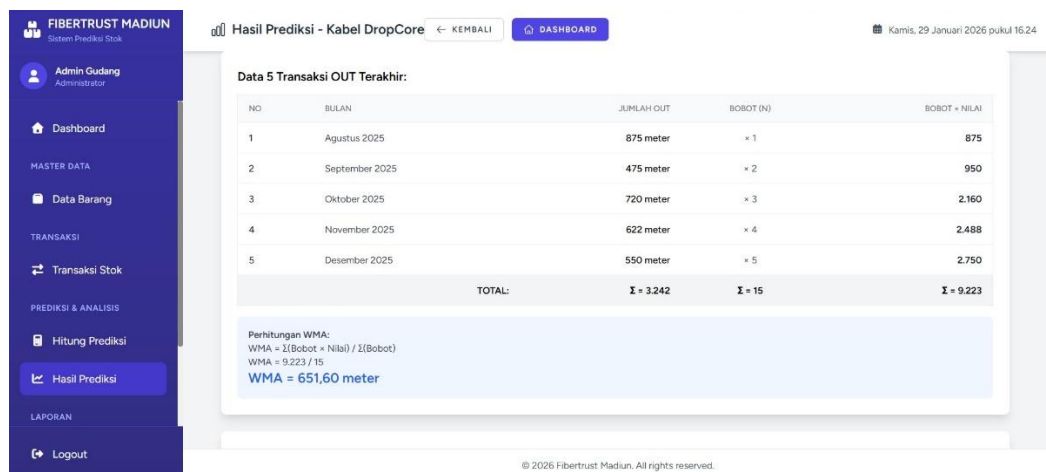 FIBERTRUST MADIUN
Sistem Prediksi Stok
Admin Gudang
Administrator
Dashboard
MASTER DATA
Data Barang
TRANSAKSI
Transaksi Stok
PREDIKSI & ANALISIS
Hitung Prediksi
Hasil Prediksi
LAPORAN
Logout
Hasil Prediksi - Kabel DropCore ← KEMBALI DASHBOARD Kamis, 29 Januari 2026 pukul 16.24
Data 5 Transaksi OUT Terakhir:
NO BULAN JUMLAH OUT BOBOT (N) BOBOT × NILAI
1 Agustus 2025 875 meter × 1 875
2 September 2025 475 meter × 2 950
3 Oktober 2025 720 meter × 3 2.160
4 November 2025 622 meter × 4 2.488
5 Desember 2025 550 meter × 5 2.750
TOTAL: Σ = 3.242 Σ = 15 Σ = 9.223
Perhitungan WMA:
WMA = Σ(Bobot × Nilai) / Σ(Bobot)
WMA = 9.223 / 15
WMA = 651,60 meter
© 2026 Fibertrust Madiun. All rights reserved.